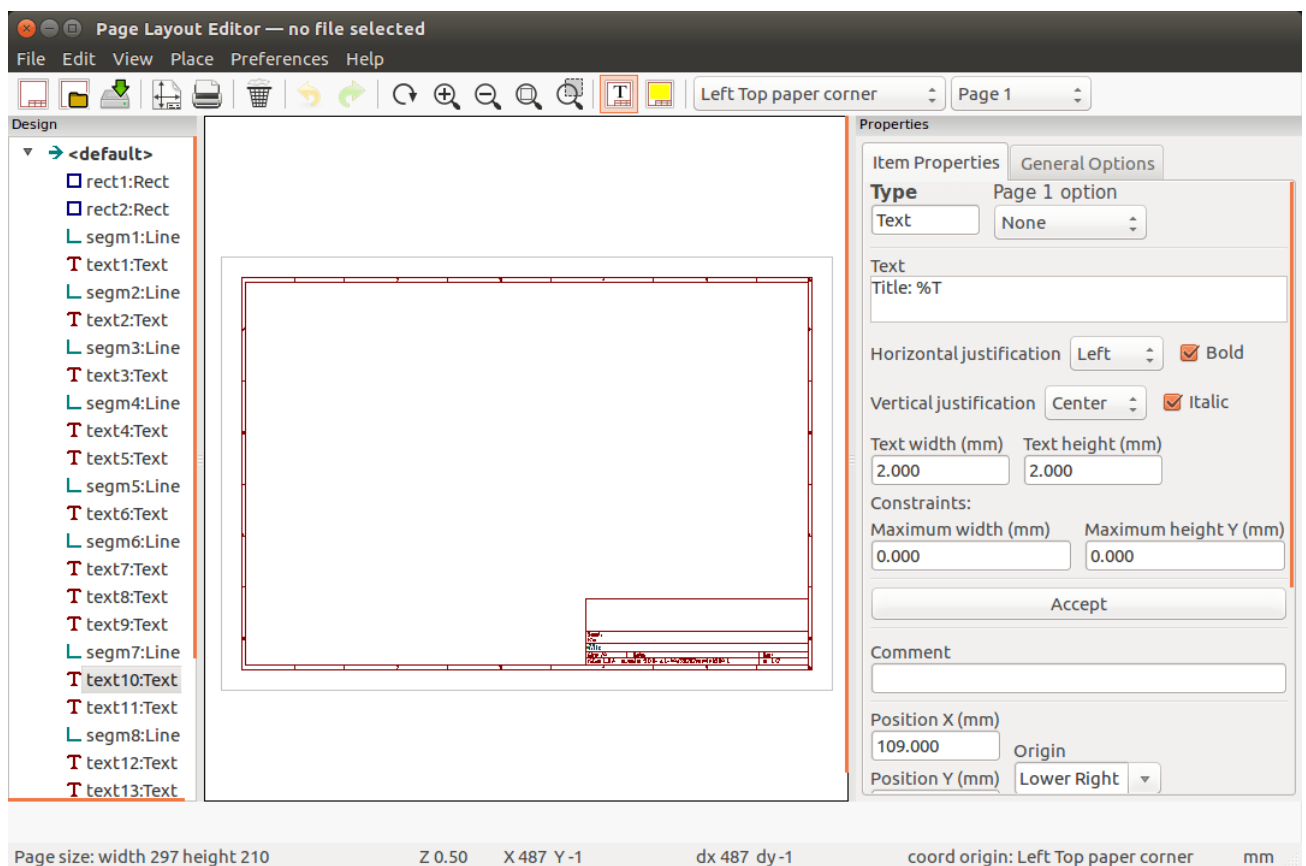 Page Layout Editor — no file selected
File Edit View Place Preferences Help
T Left Top paper corner Page 1
Design
<default>
rect1:Rect
rect2:Rect
segm1:Line
T text1:Text
segm2:Line
T text2:Text
segm3:Line
T text3:Text
segm4:Line
T text4:Text
T text5:Text
segm5:Line
T text6:Text
segm6:Line
T text7:Text
T text8:Text
T text9:Text
segm7:Line
T text10:Text
T text11:Text
segm8:Line
T text12:Text
T text13:Text
Properties
Item Properties General Options
Type Page 1 option
Text None
Text
Title: %T
Horizontal justification Left Bold
Vertical justification Center Italic
Text width (mm) Text height (mm)
2.000 2.000
Constraints:
Maximum width (mm) Maximum height Y (mm)
0.000 0.000
Accept
Comment
Position X (mm)
109.000 Origin
Position Y (mm) Lower Right
Page size: width 297 height 210 Z 0.50 X 487 Y -1 dx 487 dy -1 coord origin: Left Top paper corner mm